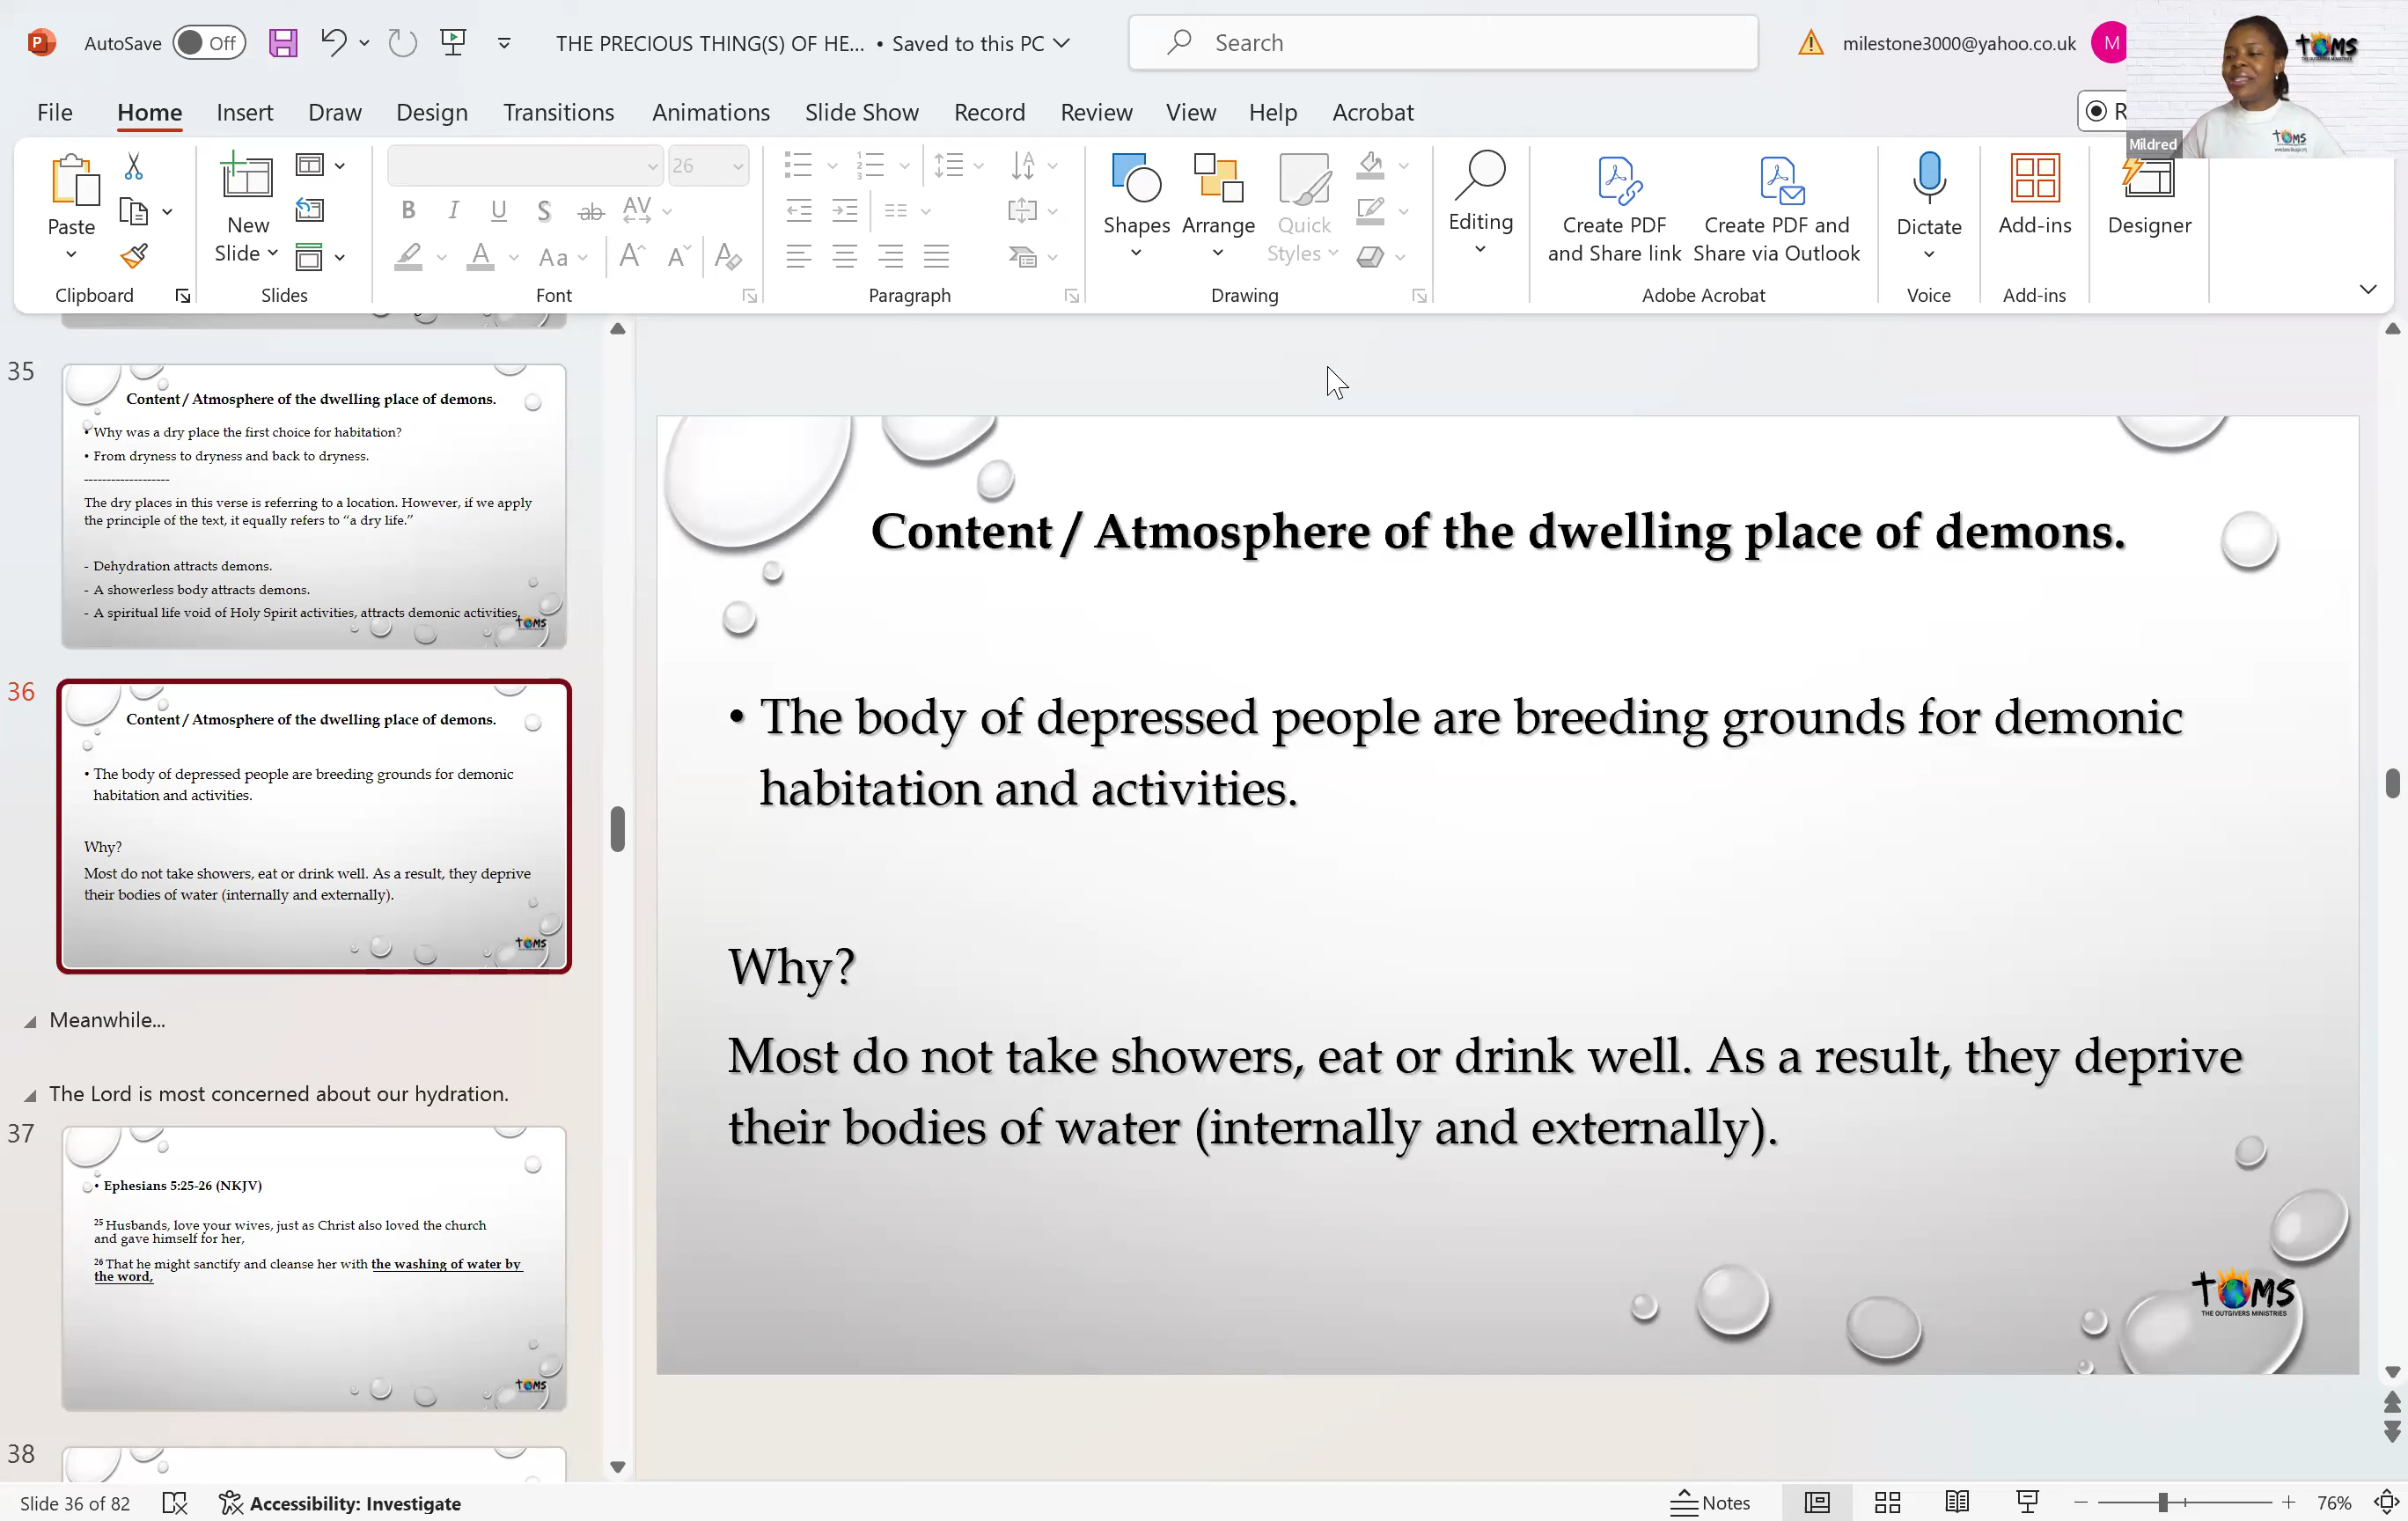 AutoSave Off THE PRECIOUS THING(S) OF HE... • Saved to this PC Search milestone3000@yahoo.co.uk M
TOMS
Mildred
File Home Insert Draw Design Transitions Animations Slide Show Record Review View Help Acrobat
26
Paste
New
Slide
Shapes
Arrange
Quick
Styles
Editing
Create PDF
and Share link
Create PDF and
Share via Outlook
Dictate
Add-ins
Designer
Clipboard Slides Font Paragraph Drawing Adobe Acrobat Voice Add-ins
35
Content / Atmosphere of the dwelling place of demons.
• Why was a dry place the first choice for habitation?
• From dryness to dryness and back to dryness.
-------------------
The dry places in this verse is referring to a location. However, if we apply
the principle of the text, it equally refers to “a dry life.”
- Dehydration attracts demons.
- A showerless body attracts demons.
- A spiritual life void of Holy Spirit activities, attracts demonic activities.
TOMS
36
Content / Atmosphere of the dwelling place of demons.
• The body of depressed people are breeding grounds for demonic
habitation and activities.
Why?
Most do not take showers, eat or drink well. As a result, they deprive
their bodies of water (internally and externally).
TOMS
Meanwhile...
The Lord is most concerned about our hydration.
37
• Ephesians 5:25-26 (NKJV)
25 Husbands, love your wives, just as Christ also loved the church
and gave himself for her,
26 That he might sanctify and cleanse her with the washing of water by
the word,
TOMS
38
Content / Atmosphere of the dwelling place of demons.
• The body of depressed people are breeding grounds for demonic
habitation and activities.
Why?
Most do not take showers, eat or drink well. As a result, they deprive
their bodies of water (internally and externally).
TOMS
THE OUTGIVERS MINISTRIES
Slide 36 of 82 Accessibility: Investigate Notes 76%